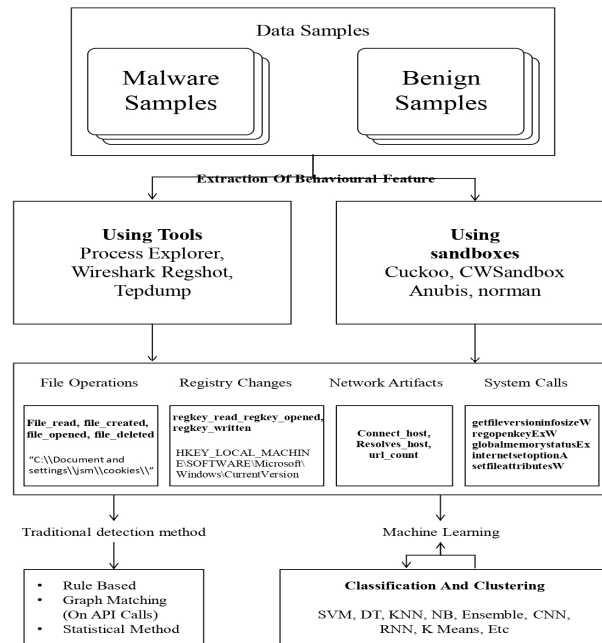 Data Samples
Malware
Samples
Benign
Samples
Extraction Of Behavioural Feature
Using Tools
Process Explorer,
Wireshark Regshot,
Tepdump
Using
sandboxes
Cuckoo, CWSandbox
Anubis, norman
File Operations
Registry Changes
Network Artifacts
System Calls
File_read, file_created,
file_opened, file_deleted
“C:\\Document and
settings\\jsm\\cookies\\”
regkey_read_regkey_opened,
regkey_written
HKEY_LOCAL_MACHIN
E\SOFTWARE\Microsoft\
Windows\CurrentVersion
Connect_host,
Resolves_host,
url_count
getfileversioninfosizeW
regopenkeyExW
globalmemorystatusEx
internetsetoptionA
setfileattributesW
Traditional detection method
Machine Learning
• Rule Based
• Graph Matching
(On API Calls)
• Statistical Method
Classification And Clustering
SVM, DT, KNN, NB, Ensemble, CNN,
RNN, K Means, Etc